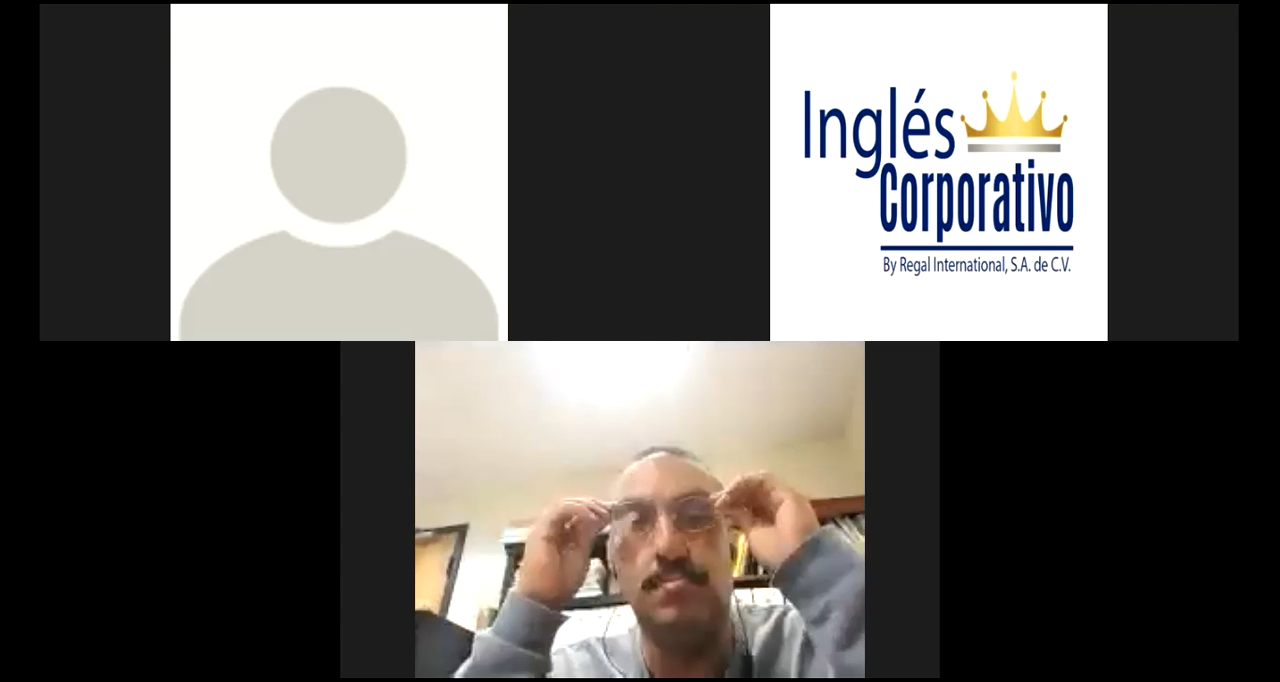 Inglés
Corporativo
By Regal International, S.A. de C.V.